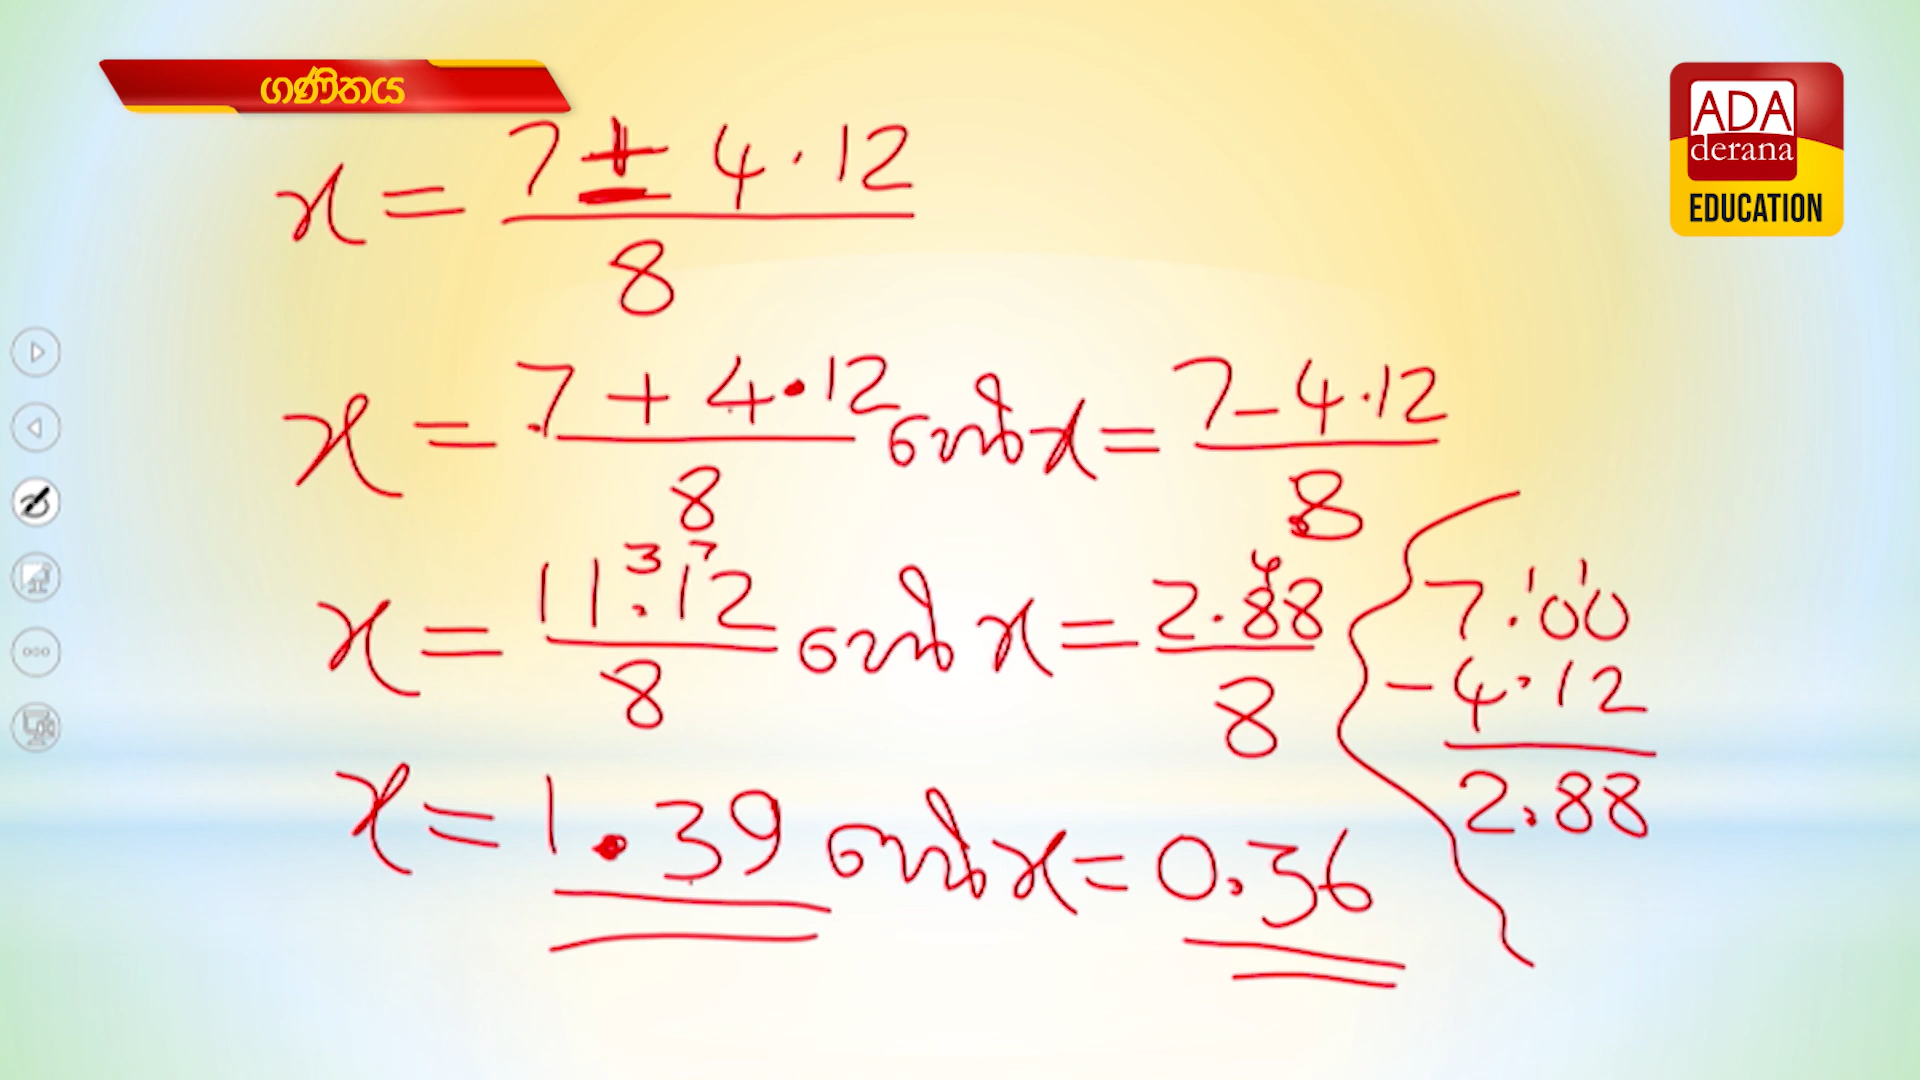 ගණිතය
ADA
derana
EDUCATION
x = (7 ± 4.12) / 8
x = (7 + 4.12) / 8 හෝ x = (7 - 4.12) / 8
x = 11.12 / 8 හෝ x = 2.88 / 8
x = 1.39 හෝ x = 0.36
7.00
- 4.12
2.88